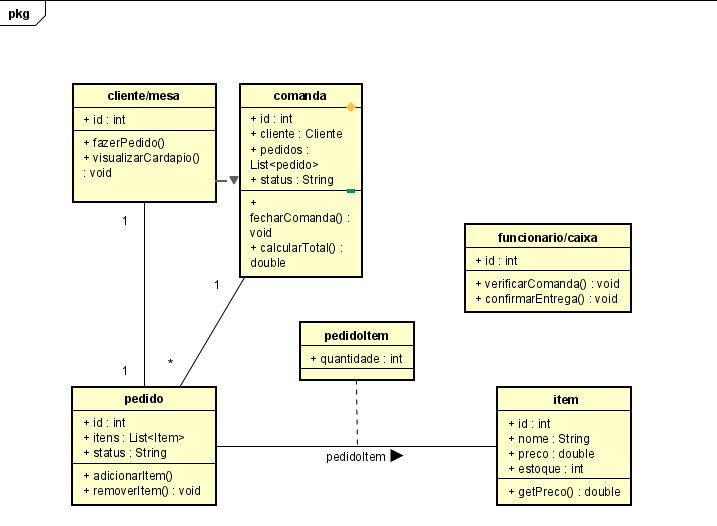 pkg
cliente/mesa
+ id : int
+ fazerPedido()
+ visualizarCardapio()
: void
comanda
+ id : int
+ cliente : Cliente
+ pedidos :
List<pedido>
+ status : String
+
fecharComanda() :
void
+ calcularTotal() :
double
funcionario/caixa
+ id : int
+ verificarComanda() : void
+ confirmarEntrega() : void
1
1
*
1
pedidoItem
+ quantidade : int
pedido
+ id : int
+ itens : List<Item>
+ status : String
+ adicionarItem()
+ removerItem() : void
pedidoItem
item
+ id : int
+ nome : String
+ preco : double
+ estoque : int
+ getPreco() : double